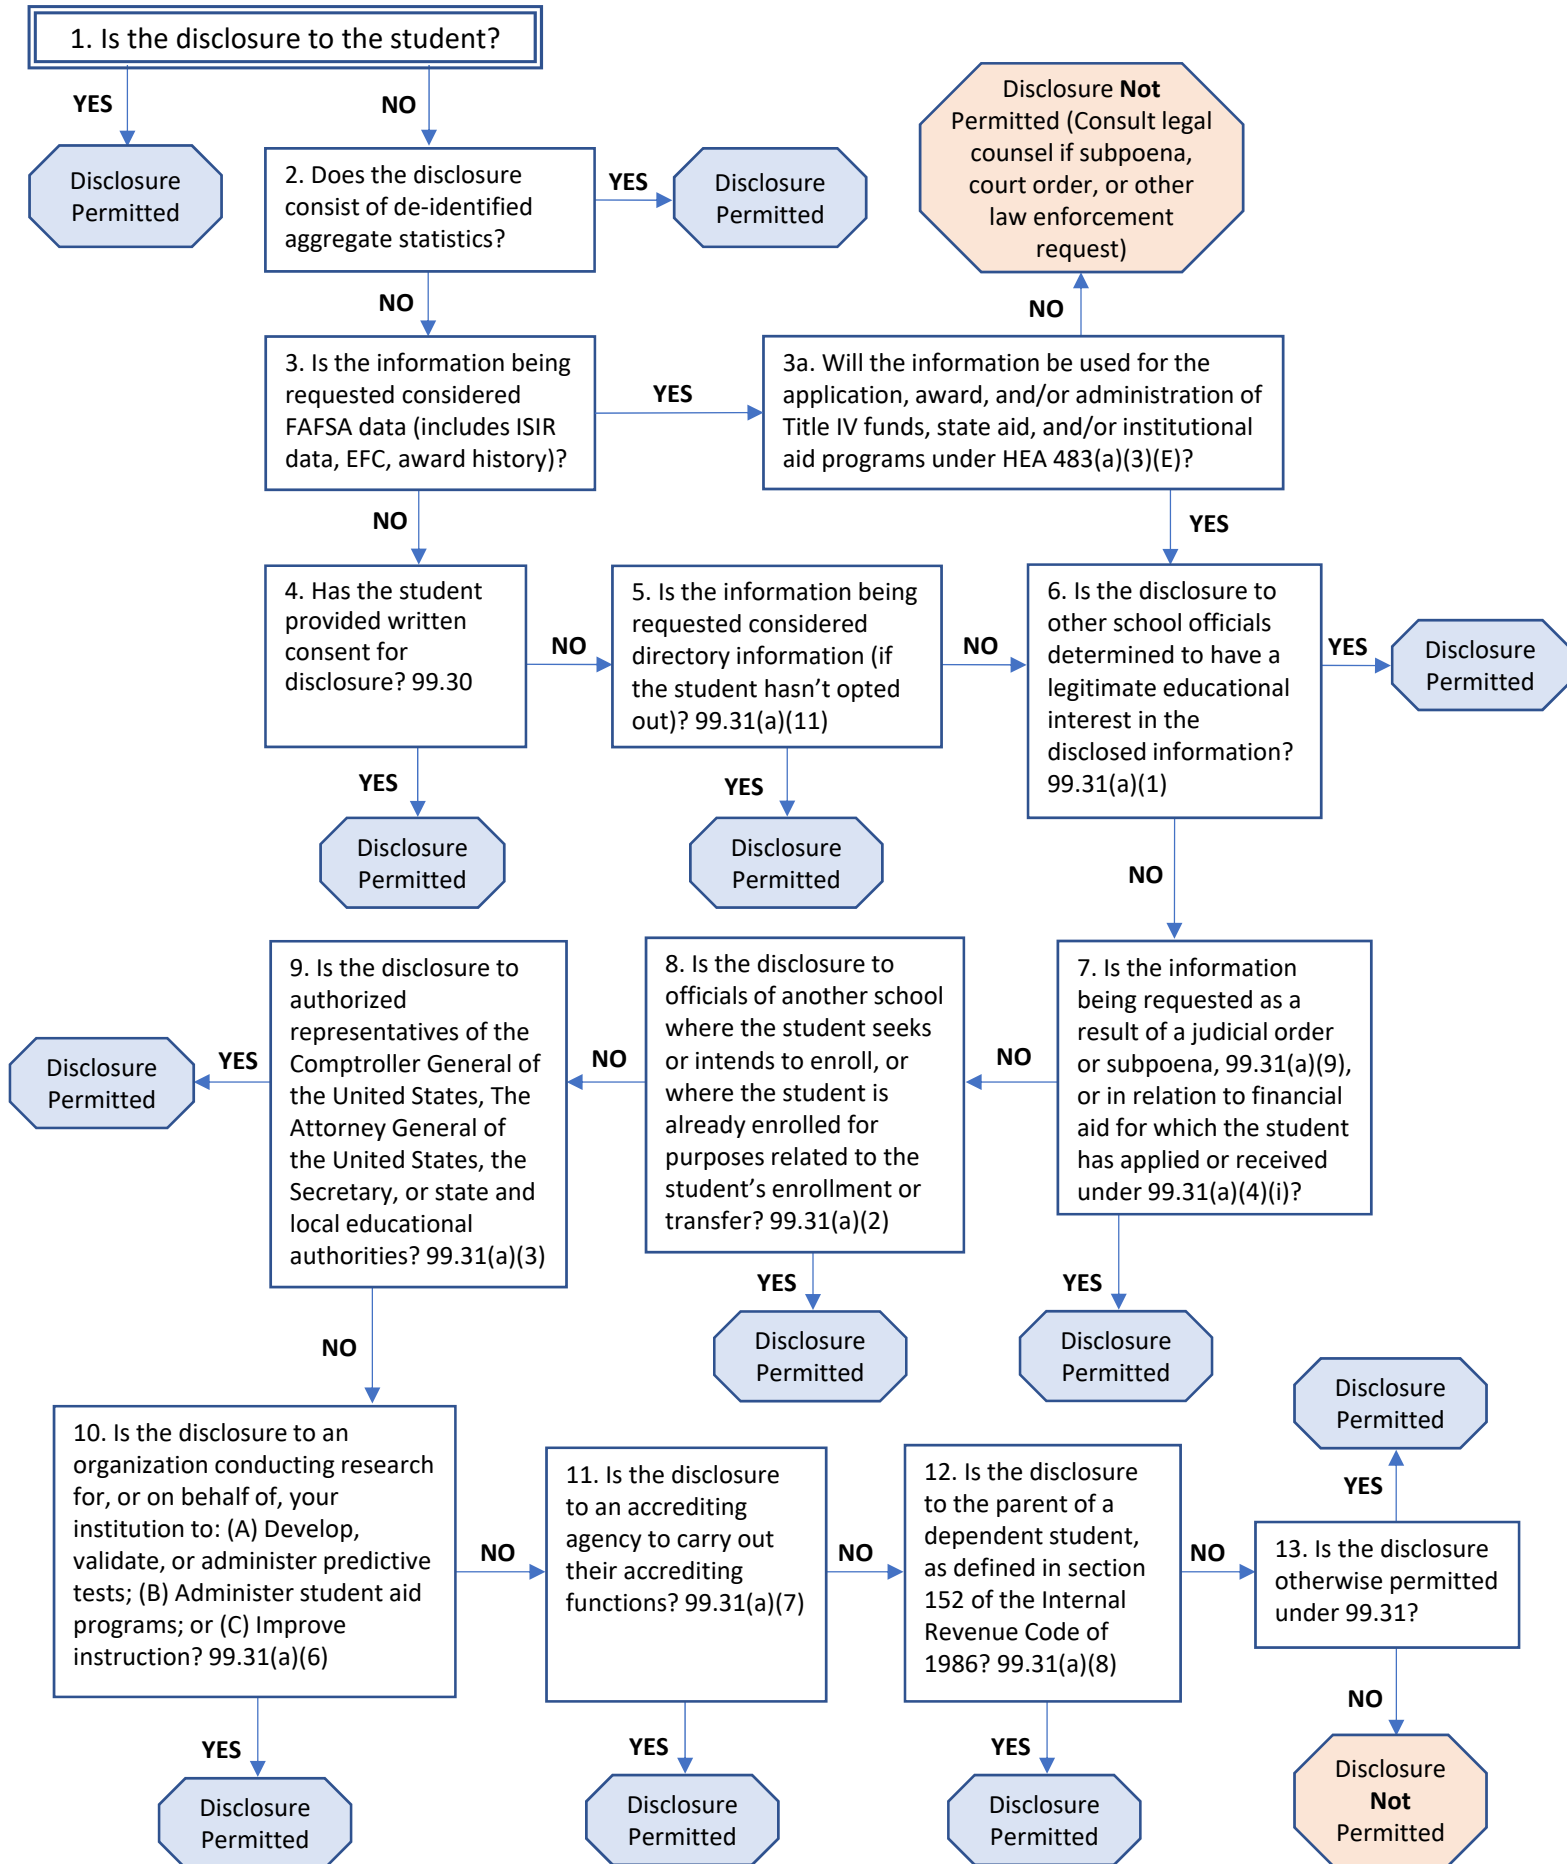 1. Is the disclosure to the student?
YES
NO
Disclosure
Permitted
2. Does the disclosure
consist of de-identified
aggregate statistics?
YES
Disclosure
Permitted
Disclosure Not
Permitted (Consult legal
counsel if subpoena,
court order, or other
law enforcement
request)
NO
NO
3. Is the information being
requested considered
FAFSA data (includes ISIR
data, EFC, award history)?
YES
3a. Will the information be used for the
application, award, and/or administration of
Title IV funds, state aid, and/or institutional
aid programs under HEA 483(a)(3)(E)?
NO
YES
4. Has the student
provided written
consent for
disclosure? 99.30
NO
5. Is the information being
requested considered
directory information (if
the student hasn’t opted
out)? 99.31(a)(11)
NO
6. Is the disclosure to
other school officials
determined to have a
legitimate educational
interest in the
disclosed information?
99.31(a)(1)
YES
Disclosure
Permitted
YES
Disclosure
Permitted
YES
Disclosure
Permitted
NO
7. Is the information
being requested as a
result of a judicial order
or subpoena, 99.31(a)(9),
or in relation to financial
aid for which the student
has applied or received
under 99.31(a)(4)(i)?
NO
8. Is the disclosure to
officials of another school
where the student seeks
or intends to enroll, or
where the student is
already enrolled for
purposes related to the
student’s enrollment or
transfer? 99.31(a)(2)
NO
9. Is the disclosure to
authorized
representatives of the
Comptroller General of
the United States, The
Attorney General of
the United States, the
Secretary, or state and
local educational
authorities? 99.31(a)(3)
YES
Disclosure
Permitted
YES
Disclosure
Permitted
YES
Disclosure
Permitted
NO
10. Is the disclosure to an
organization conducting research
for, or on behalf of, your
institution to: (A) Develop,
validate, or administer predictive
tests; (B) Administer student aid
programs; or (C) Improve
instruction? 99.31(a)(6)
NO
11. Is the disclosure
to an accrediting
agency to carry out
their accrediting
functions? 99.31(a)(7)
NO
12. Is the disclosure
to the parent of a
dependent student,
as defined in section
152 of the Internal
Revenue Code of
1986? 99.31(a)(8)
NO
13. Is the disclosure
otherwise permitted
under 99.31?
YES
Disclosure
Permitted
YES
Disclosure
Permitted
YES
Disclosure
Permitted
YES
Disclosure
Permitted
NO
Disclosure
Not
Permitted